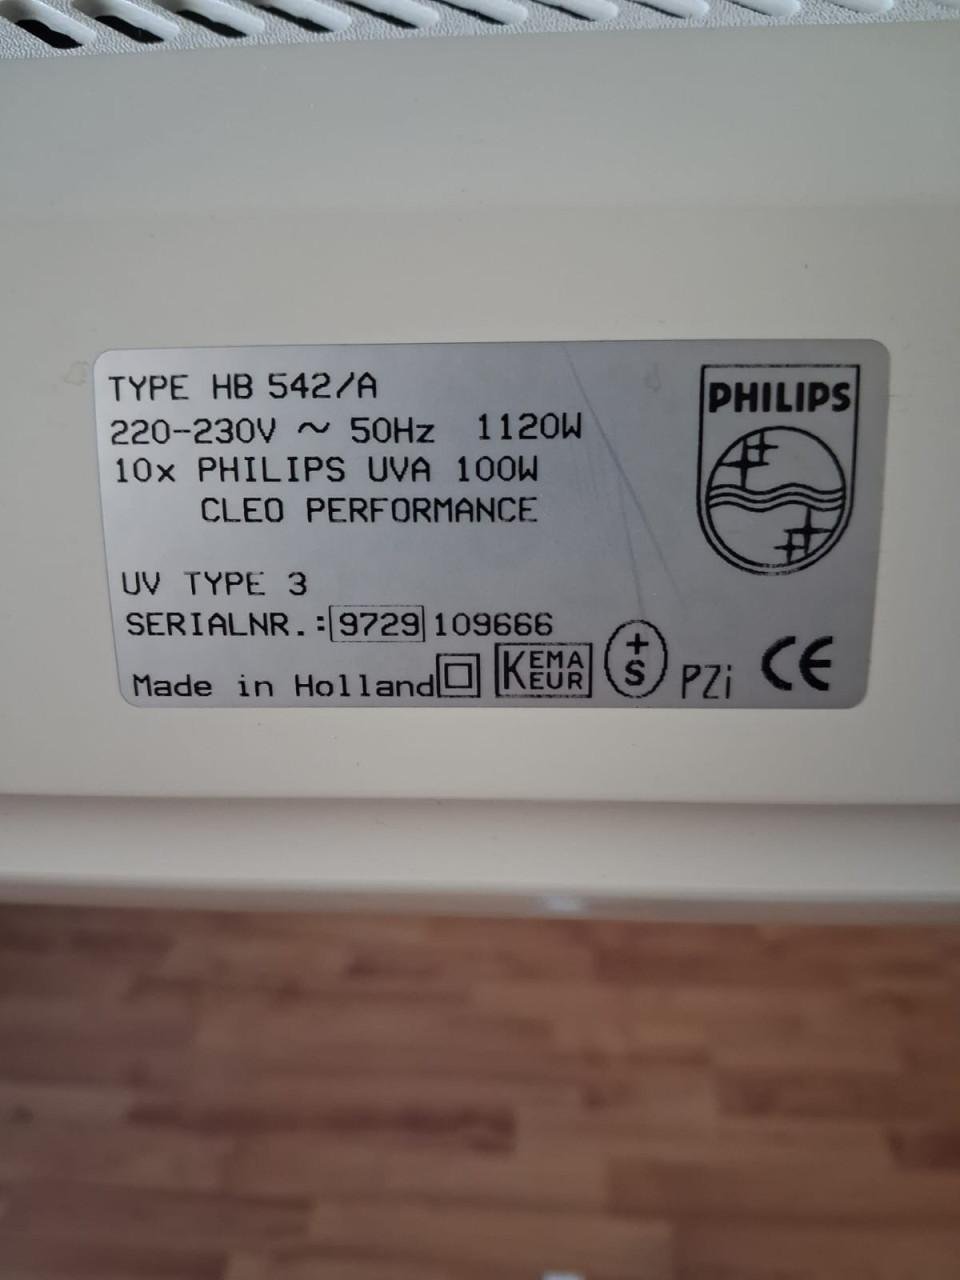 TYPE HB 542/A
220-230V ~ 50Hz 1120W
10x PHILIPS UVA 100W
CLEO PERFORMANCE
UV TYPE 3
SERIALNR.: 9729 109666
Made in Holland
KEMA
EUR
+
S
PZi
CE
PHILIPS